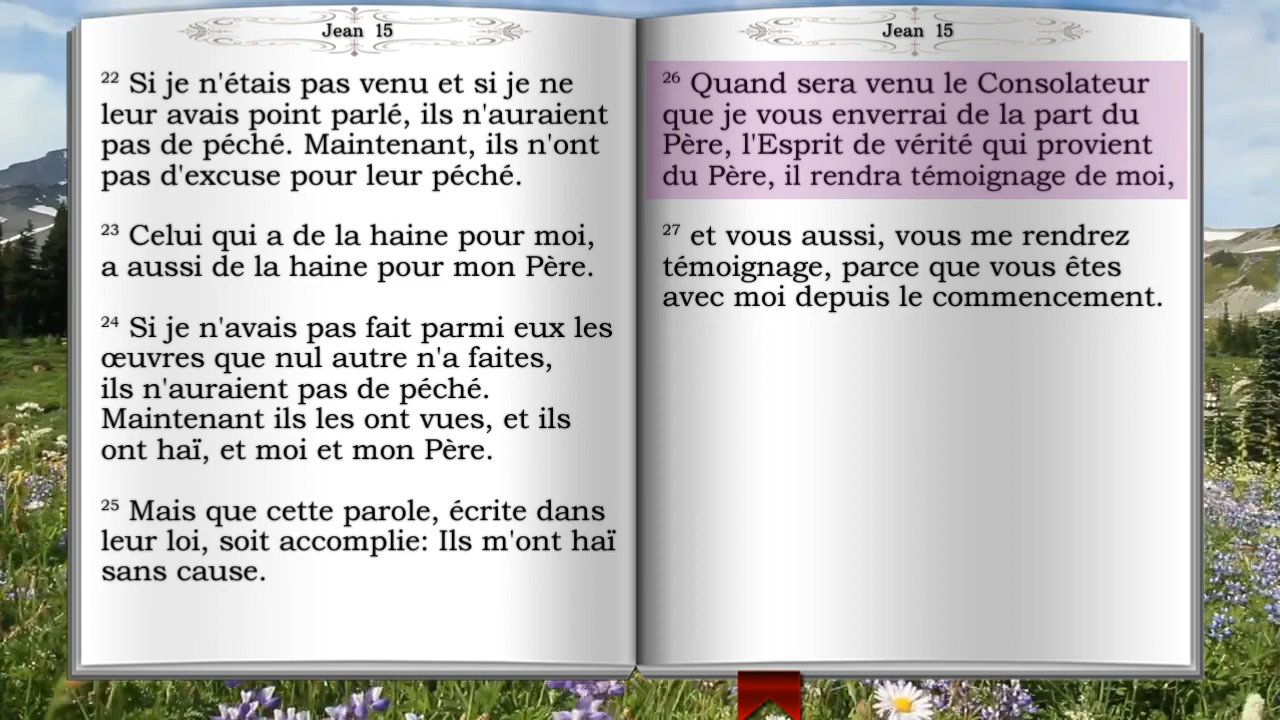 Jean 15
22 Si je n'étais pas venu et si je ne
leur avais point parlé, ils n'auraient
pas de péché. Maintenant, ils n'ont
pas d'excuse pour leur péché.
23 Celui qui a de la haine pour moi,
a aussi de la haine pour mon Père.
24 Si je n'avais pas fait parmi eux les
œuvres que nul autre n'a faites,
ils n'auraient pas de péché.
Maintenant ils les ont vues, et ils
ont haï, et moi et mon Père.
25 Mais que cette parole, écrite dans
leur loi, soit accomplie: Ils m'ont haï
sans cause.
Jean 15
26 Quand sera venu le Consolateur
que je vous enverrai de la part du
Père, l'Esprit de vérité qui provient
du Père, il rendra témoignage de moi,
27 et vous aussi, vous me rendrez
témoignage, parce que vous êtes
avec moi depuis le commencement.